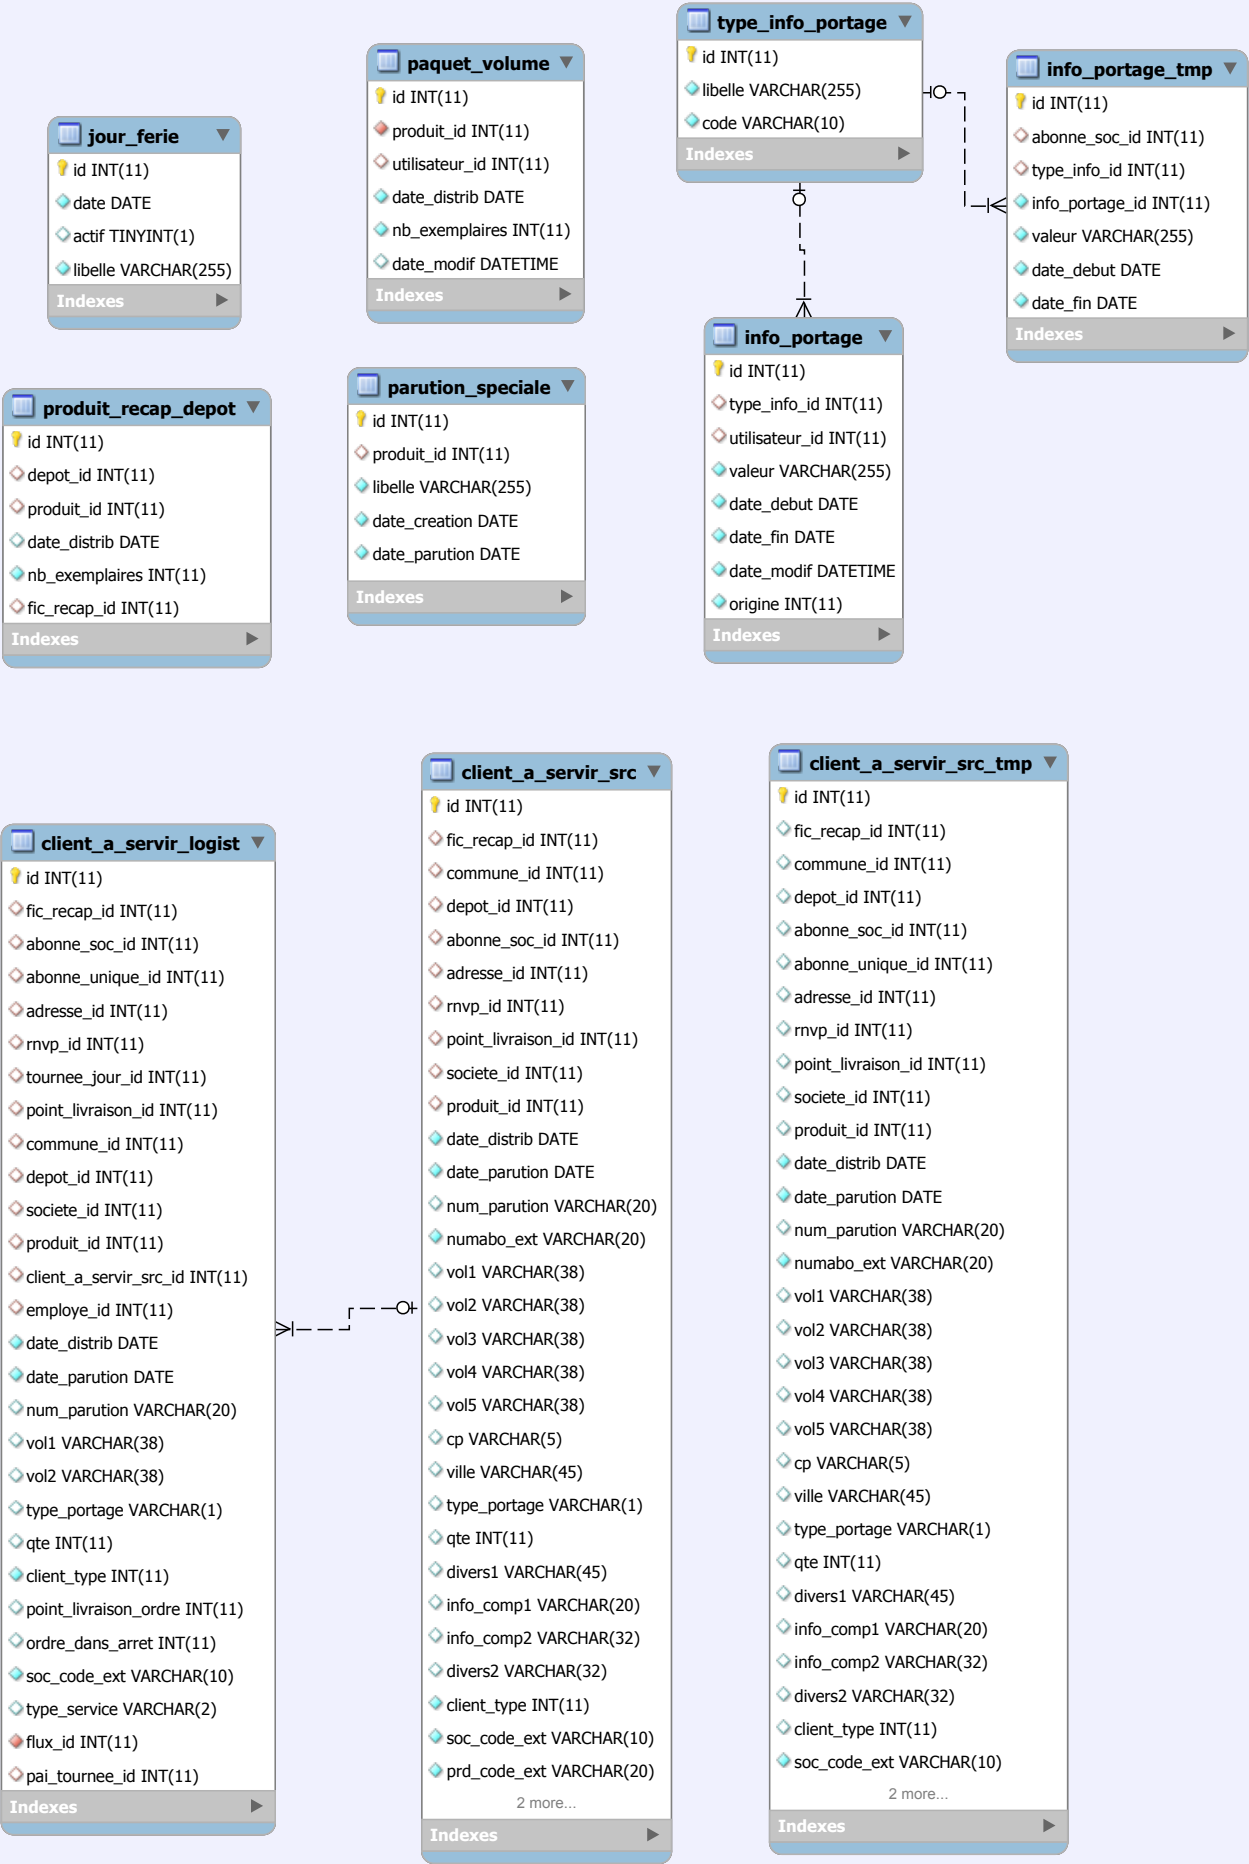 type_info_portage
id INT(11)
libelle VARCHAR(255)
code VARCHAR(10)
Indexes
info_portage_tmp
id INT(11)
abonne_soc_id INT(11)
type_info_id INT(11)
info_portage_id INT(11)
valeur VARCHAR(255)
date_debut DATE
date_fin DATE
Indexes
paquet_volume
id INT(11)
produit_id INT(11)
utilisateur_id INT(11)
date_distrib DATE
nb_exemplaires INT(11)
date_modif DATETIME
Indexes
jour_ferie
id INT(11)
date DATE
actif TINYINT(1)
libelle VARCHAR(255)
Indexes
info_portage
id INT(11)
type_info_id INT(11)
utilisateur_id INT(11)
valeur VARCHAR(255)
date_debut DATE
date_fin DATE
date_modif DATETIME
origine INT(11)
Indexes
parution_speciale
id INT(11)
produit_id INT(11)
libelle VARCHAR(255)
date_creation DATE
date_parution DATE
Indexes
produit_recap_depot
id INT(11)
depot_id INT(11)
produit_id INT(11)
date_distrib DATE
nb_exemplaires INT(11)
fic_recap_id INT(11)
Indexes
client_a_servir_logist
id INT(11)
fic_recap_id INT(11)
abonne_soc_id INT(11)
abonne_unique_id INT(11)
adresse_id INT(11)
rnvp_id INT(11)
tournee_jour_id INT(11)
point_livraison_id INT(11)
commune_id INT(11)
depot_id INT(11)
societe_id INT(11)
produit_id INT(11)
client_a_servir_src_id INT(11)
employe_id INT(11)
date_distrib DATE
date_parution DATE
num_parution VARCHAR(20)
vol1 VARCHAR(38)
vol2 VARCHAR(38)
type_portage VARCHAR(1)
qte INT(11)
client_type INT(11)
point_livraison_ordre INT(11)
ordre_dans_arret INT(11)
soc_code_ext VARCHAR(10)
type_service VARCHAR(2)
flux_id INT(11)
pai_tournee_id INT(11)
Indexes
client_a_servir_src
id INT(11)
fic_recap_id INT(11)
commune_id INT(11)
depot_id INT(11)
abonne_soc_id INT(11)
adresse_id INT(11)
rnvp_id INT(11)
point_livraison_id INT(11)
societe_id INT(11)
produit_id INT(11)
date_distrib DATE
date_parution DATE
num_parution VARCHAR(20)
numabo_ext VARCHAR(20)
vol1 VARCHAR(38)
vol2 VARCHAR(38)
vol3 VARCHAR(38)
vol4 VARCHAR(38)
vol5 VARCHAR(38)
cp VARCHAR(5)
ville VARCHAR(45)
type_portage VARCHAR(1)
qte INT(11)
divers1 VARCHAR(45)
info_comp1 VARCHAR(20)
info_comp2 VARCHAR(32)
divers2 VARCHAR(32)
client_type INT(11)
soc_code_ext VARCHAR(10)
prd_code_ext VARCHAR(20)
2 more...
Indexes
client_a_servir_src_tmp
id INT(11)
fic_recap_id INT(11)
commune_id INT(11)
depot_id INT(11)
abonne_soc_id INT(11)
abonne_unique_id INT(11)
adresse_id INT(11)
rnvp_id INT(11)
point_livraison_id INT(11)
societe_id INT(11)
produit_id INT(11)
date_distrib DATE
date_parution DATE
num_parution VARCHAR(20)
numabo_ext VARCHAR(20)
vol1 VARCHAR(38)
vol2 VARCHAR(38)
vol3 VARCHAR(38)
vol4 VARCHAR(38)
vol5 VARCHAR(38)
cp VARCHAR(5)
ville VARCHAR(45)
type_portage VARCHAR(1)
qte INT(11)
divers1 VARCHAR(45)
info_comp1 VARCHAR(20)
info_comp2 VARCHAR(32)
divers2 VARCHAR(32)
client_type INT(11)
soc_code_ext VARCHAR(10)
2 more...
Indexes